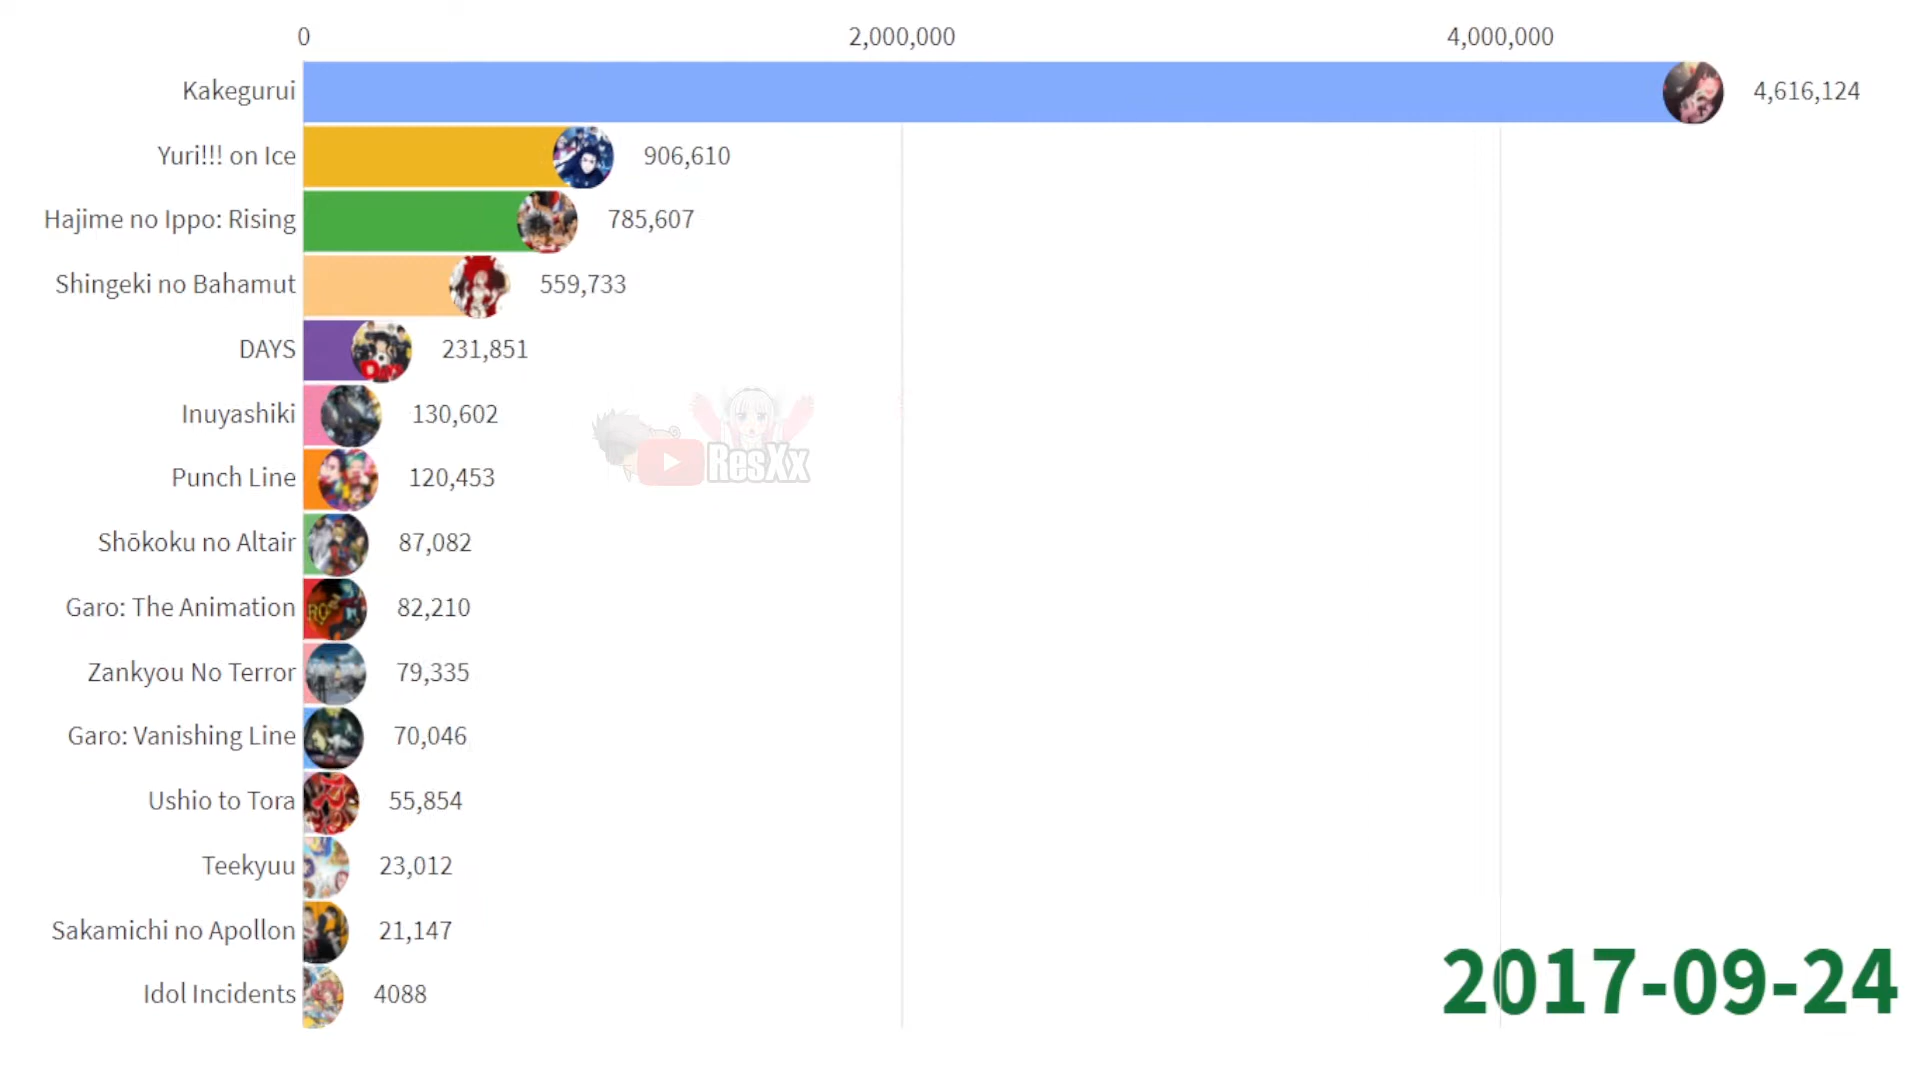 0 2,000,000 4,000,000
Kakegurui 4,616,124
Yuri!!! on Ice 906,610
Hajime no Ippo: Rising 785,607
Shingeki no Bahamut 559,733
DAYS 231,851
Inuyashiki 130,602
Punch Line 120,453
ResXx
Shōkoku no Altair 87,082
Garo: The Animation 82,210
Zankyou No Terror 79,335
Garo: Vanishing Line 70,046
Ushio to Tora 55,854
Teekyuu 23,012
Sakamichi no Apollon 21,147
Idol Incidents 4088
2017-09-24